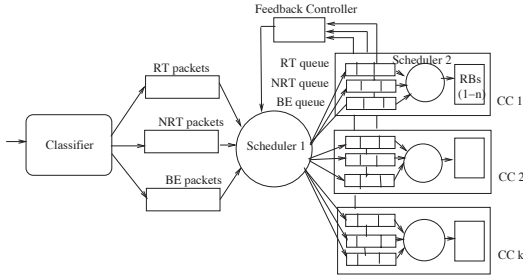 Feedback Controller
RT queue
Scheduler 2
RT packets
NRT queue
RBs
(1−n)
BE queue
CC 1
NRT packets
Classifier
Scheduler 1
BE packets
CC 2
CC k